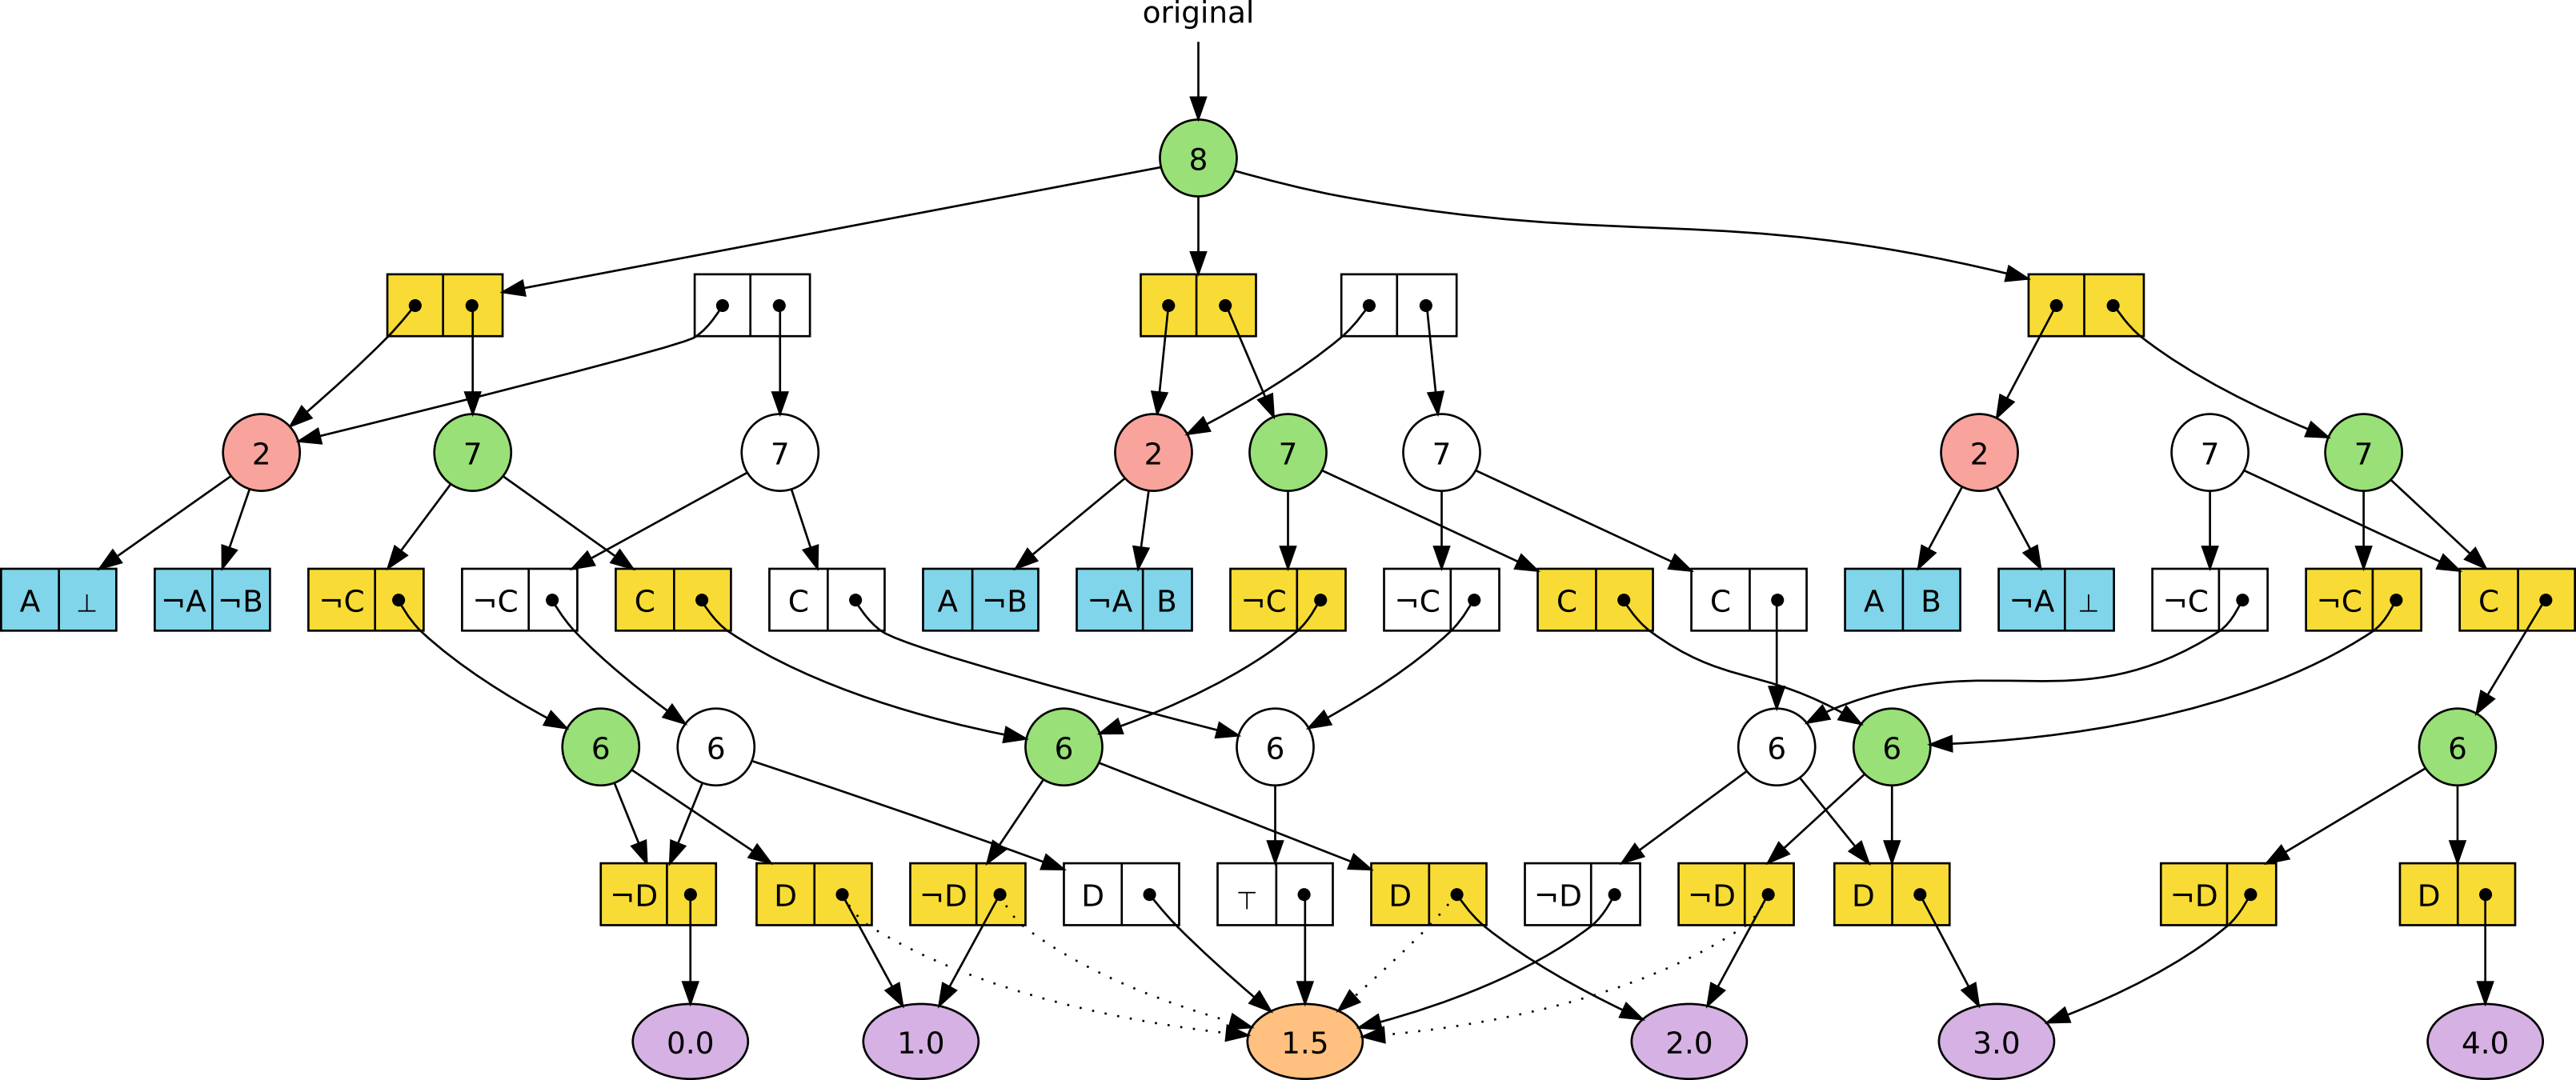 original
8
2 7 7 2 7 7 2 7 7
A ⊥ ¬A ¬B ¬C ¬C C C A ¬B ¬A B ¬C ¬C C C A B ¬A ⊥ ¬C ¬C C
6 6 6 6 6 6 6
¬D D ¬D D ⊤ D ¬D ¬D D ¬D D
0.0 1.0 1.5 2.0 3.0 4.0